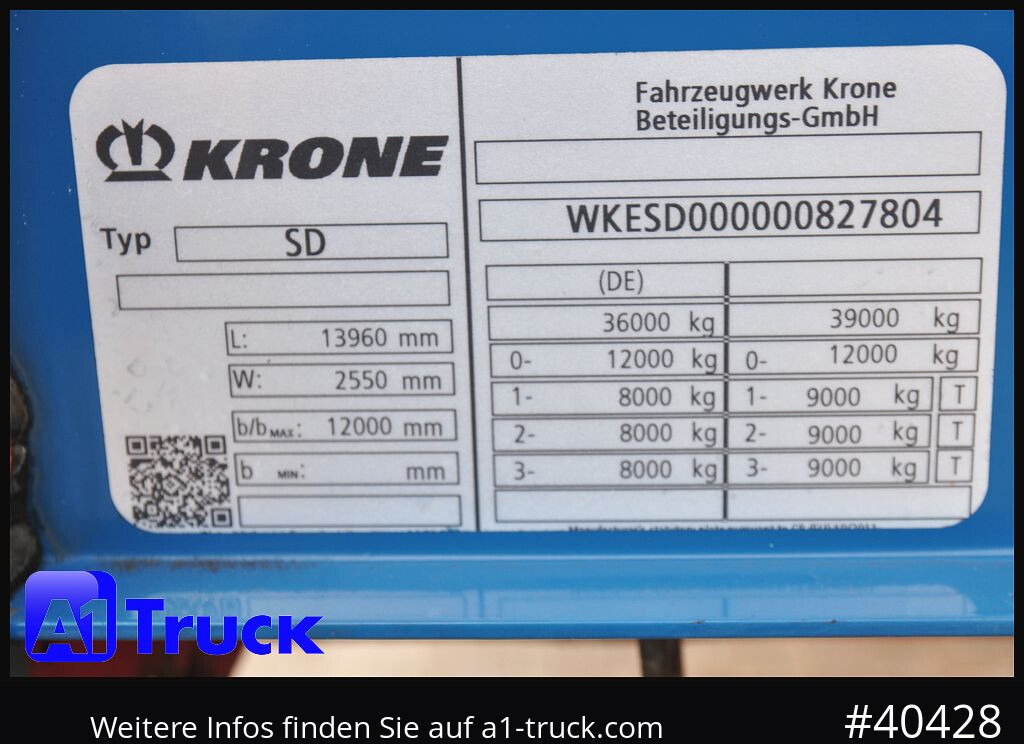 KRONE
Typ SD
L: 13960 mm
W: 2550 mm
b/b MAX: 12000 mm
b MIN: mm
Fahrzeugwerk Krone
Beteiligungs-GmbH
WKESD000000827804
(DE)
36000 kg 39000 kg
0- 12000 kg 0- 12000 kg
1- 8000 kg 1- 9000 kg T
2- 8000 kg 2- 9000 kg T
3- 8000 kg 3- 9000 kg T
A1 Truck
Weitere Infos finden Sie auf a1-truck.com
#40428